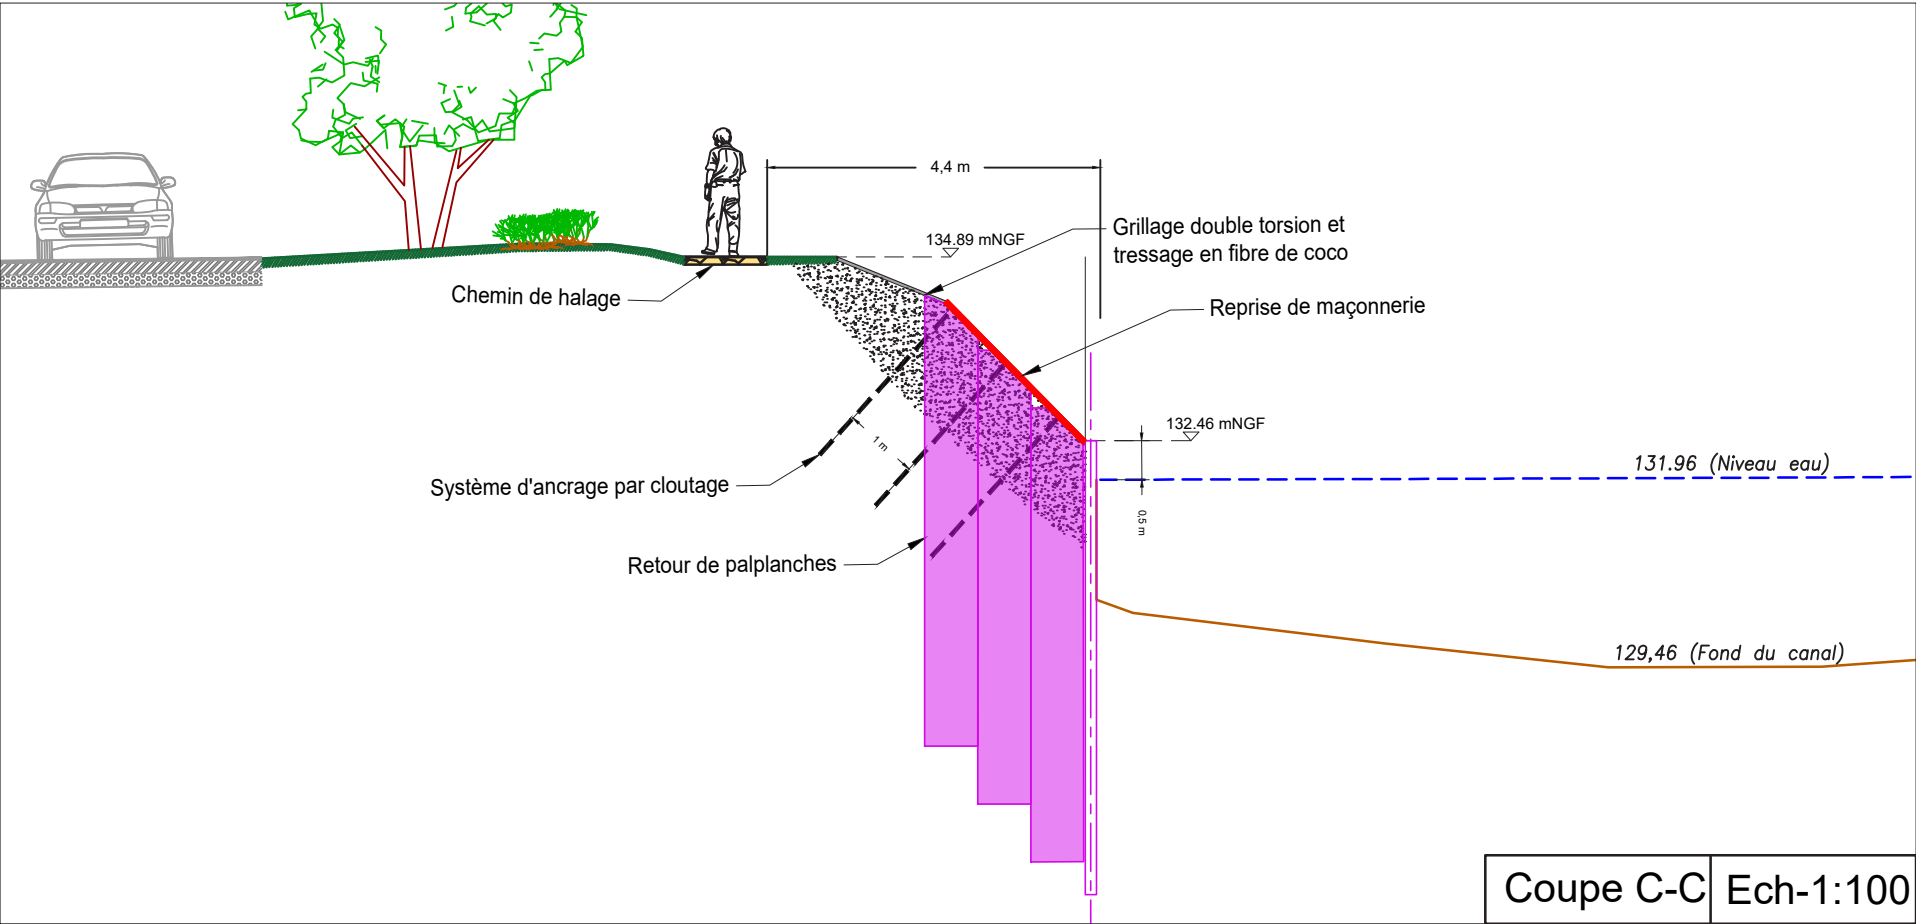 4,4 m
Grillage double torsion et
tressage en fibre de coco
134.89 mNGF
Chemin de halage
Reprise de maçonnerie
132.46 mNGF
1 m
131.96 (Niveau eau)
Système d'ancrage par cloutage
0,5 m
Retour de palplanches
129,46 (Fond du canal)
Coupe C-C
Ech-1:100